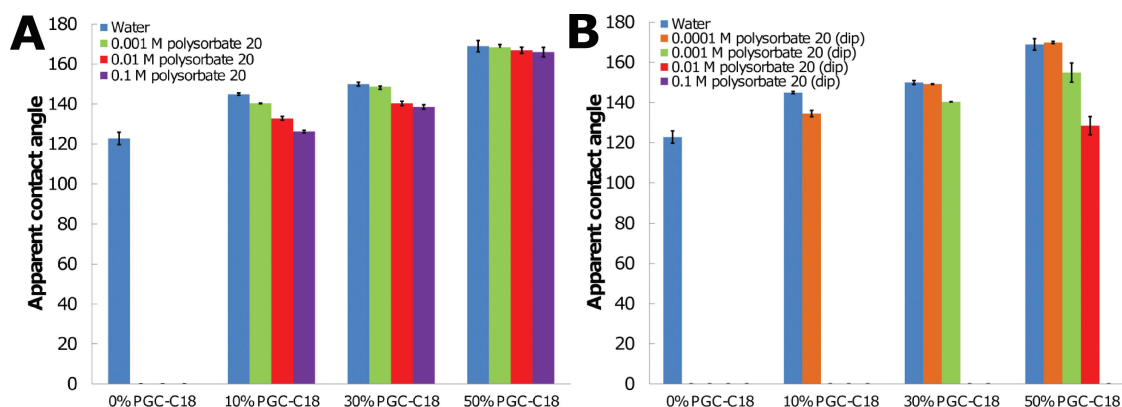 A
Apparent contact angle
180
160
140
120
100
80
60
40
20
0
Water
0.001 M polysorbate 20
0.01 M polysorbate 20
0.1 M polysorbate 20
0% PGC-C18
10% PGC-C18
30% PGC-C18
50% PGC-C18
B
Apparent contact angle
180
160
140
120
100
80
60
40
20
0
Water
0.0001 M polysorbate 20 (dip)
0.001 M polysorbate 20 (dip)
0.01 M polysorbate 20 (dip)
0.1 M polysorbate 20 (dip)
0% PGC-C18
10% PGC-C18
30% PGC-C18
50% PGC-C18